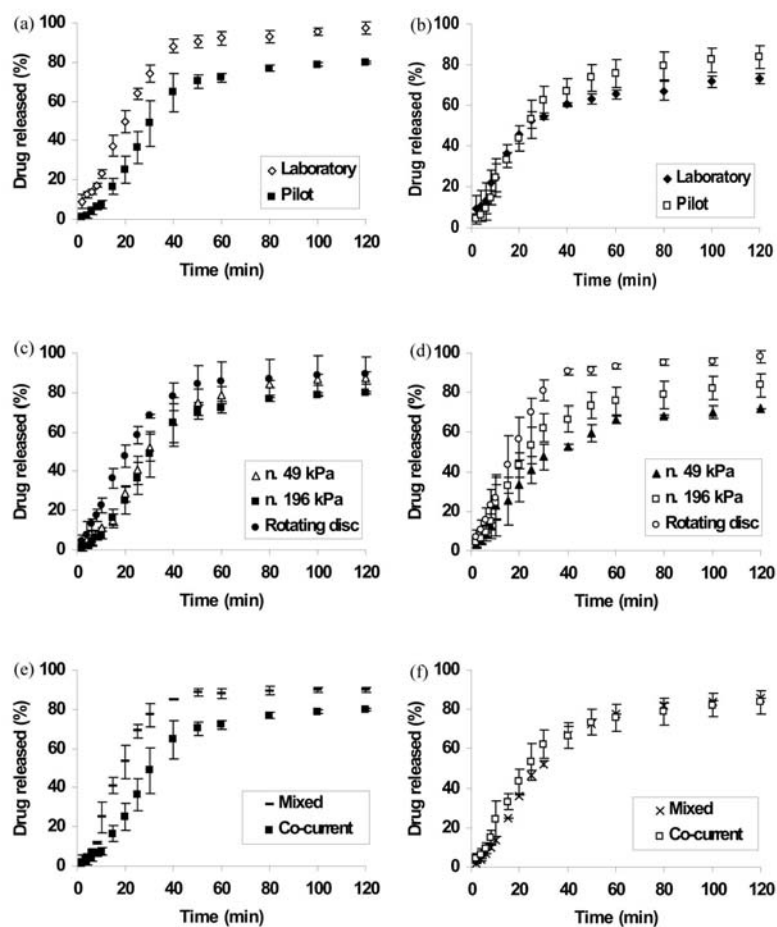 (a)
100
80
60
40
20
0
Drug released (%)
0 20 40 60 80 100 120
Time (min)
Laboratory
Pilot
(b)
100
80
60
40
20
0
Drug released (%)
0 20 40 60 80 100 120
Time (min)
Laboratory
Pilot
(c)
100
80
60
40
20
0
Drug released (%)
0 20 40 60 80 100 120
Time (min)
n. 49 kPa
n. 196 kPa
Rotating disc
(d)
100
80
60
40
20
0
Drug released (%)
0 20 40 60 80 100 120
Time (min)
n. 49 kPa
n. 196 kPa
Rotating disc
(e)
100
80
60
40
20
0
Drug released (%)
0 20 40 60 80 100 120
Time (min)
Mixed
Co-current
(f)
100
80
60
40
20
0
Drug released (%)
0 20 40 60 80 100 120
Time (min)
Mixed
Co-current